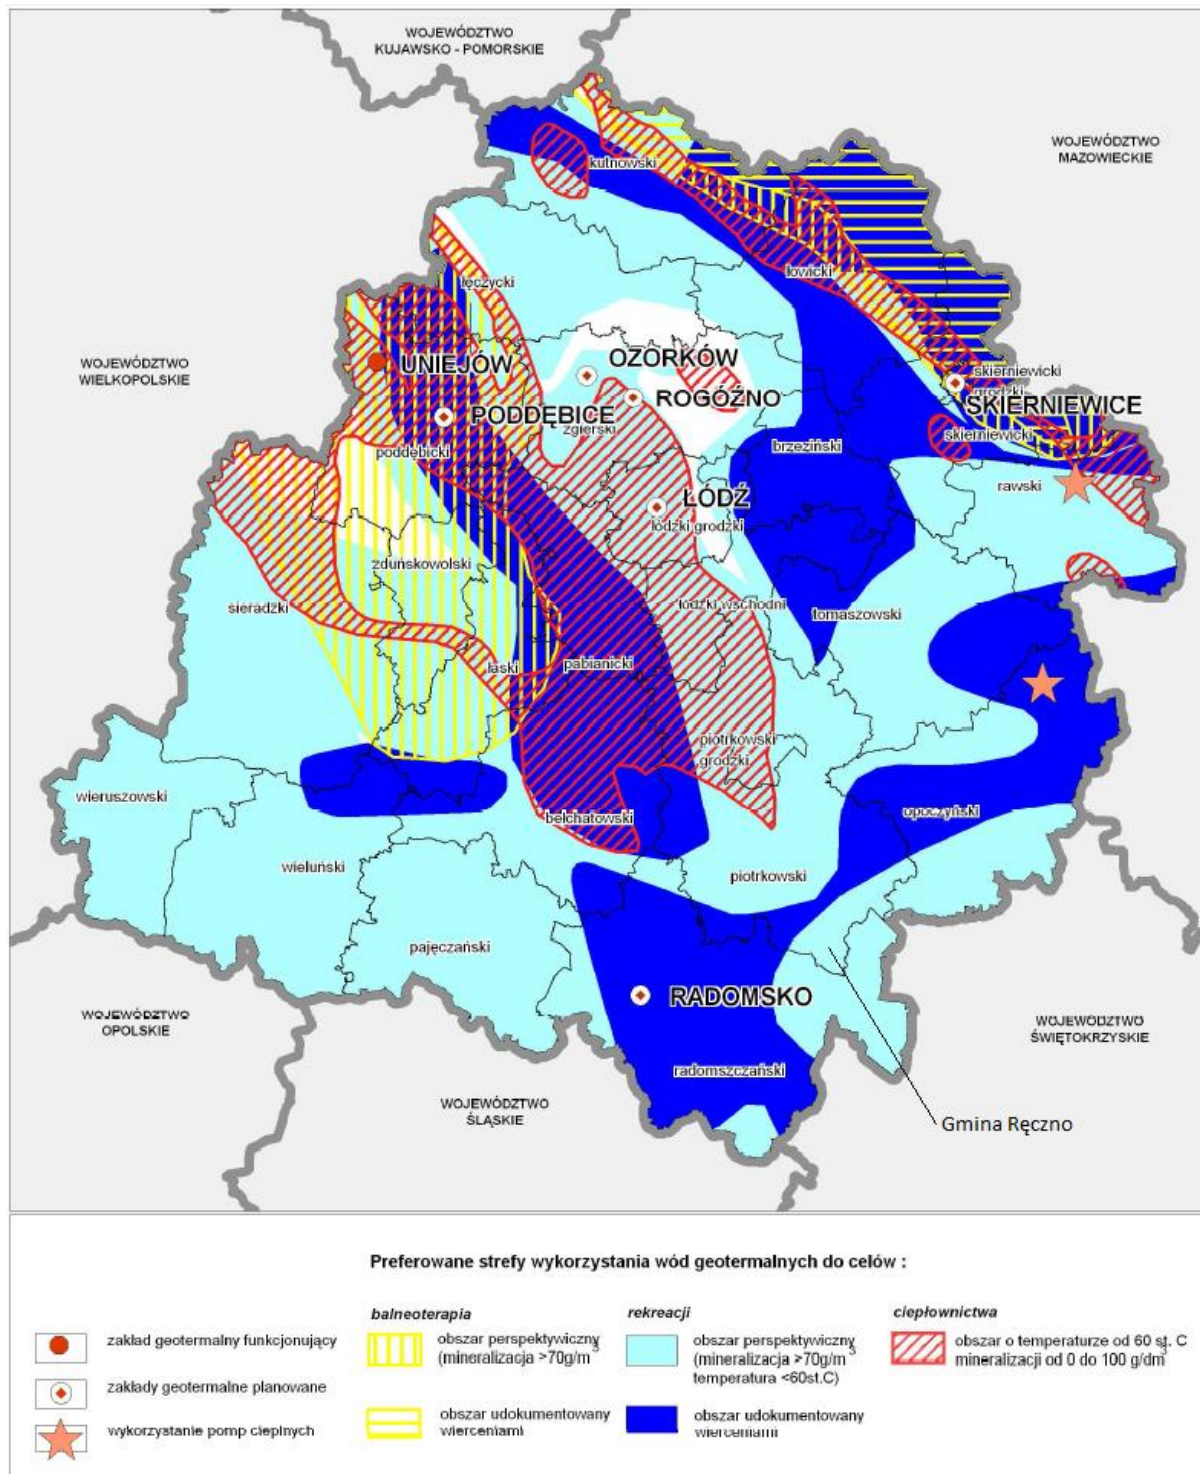 WOJEWÓDZTWO
KUJAWSKO - POMORSKIE
WOJEWÓDZTWO
MAZOWIECKIE
kutnowski
łowicki
łęczycki
WOJEWÓDZTWO
WIELKOPOLSKIE
UNIEJÓW
OZORKÓW
skierniewicki
grodzki
ROGÓŹNO
SKIERNIEWICE
PODDĘBICE
zgierski
skierniewicki
brzeziński
poddębicki
rawski
ŁÓDŹ
łódzki grodzki
zduńskowolski
sieradzki
łódzki wschodni
tomaszowski
łaski
pabianicki
piotrkowski
grodzki
wieruszowski
bełchatowski
opoczyński
wieluński
piotrkowski
pajęczański
RADOMSKO
WOJEWÓDZTWO
OPOLSKIE
WOJEWÓDZTWO
ŚWIĘTOKRZYSKIE
radomszczański
WOJEWÓDZTWO
ŚLĄSKIE
Gmina Ręczno
Preferowane strefy wykorzystania wód geotermalnych do celów :
balneoterapia
rekreacji
ciepłownictwa
zakład geotermalny funkcjonujący
zakłady geotermalne planowane
wykorzystanie pomp cieplnych
obszar perspektywiczny
(mineralizacja >70g/m3
obszar udokumentowany
wierceniami
obszar perspektywiczny
(mineralizacja >70g/m3
temperatura <60st.C)
obszar udokumentowany
wierceniami
obszar o temperaturze od 60 st. C
mineralizacji od 0 do 100 g/dm3